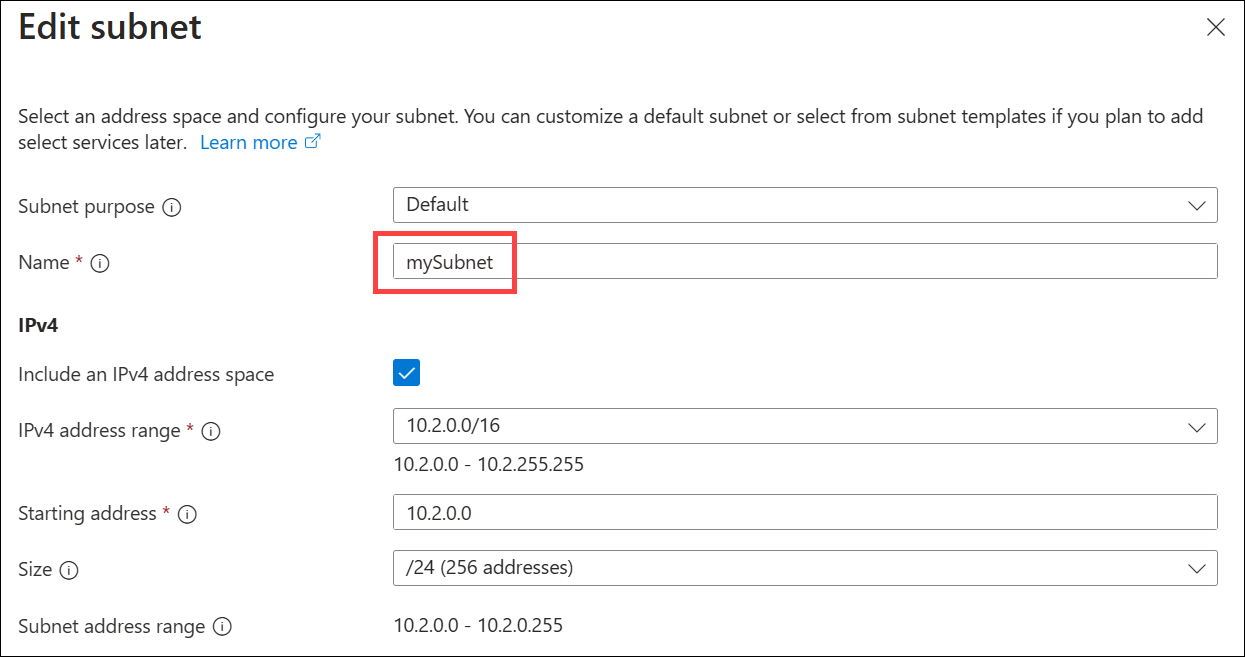 Edit subnet
Select an address space and configure your subnet. You can customize a default subnet or select from subnet templates if you plan to add
select services later. Learn more
Subnet purpose Default
Name * mySubnet
IPv4
Include an IPv4 address space
IPv4 address range * 10.2.0.0/16
10.2.0.0 - 10.2.255.255
Starting address * 10.2.0.0
Size /24 (256 addresses)
Subnet address range 10.2.0.0 - 10.2.0.255